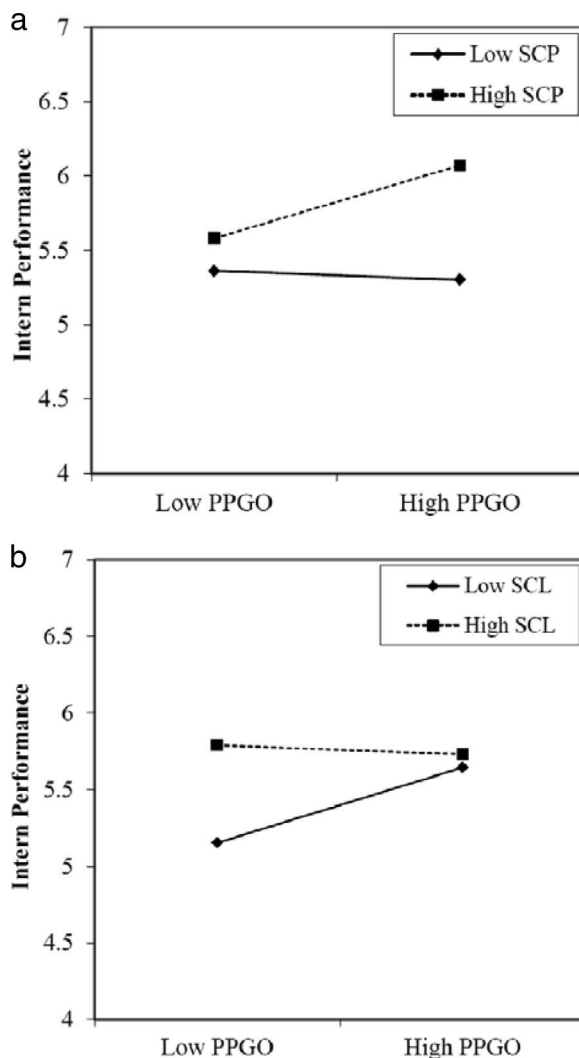 a
7
6.5
6
5.5
5
4.5
4
Intern Performance
Low SCP
High SCP
Low PPGO
High PPGO
b
7
6.5
6
5.5
5
4.5
4
Intern Performance
Low SCL
High SCL
Low PPGO
High PPGO